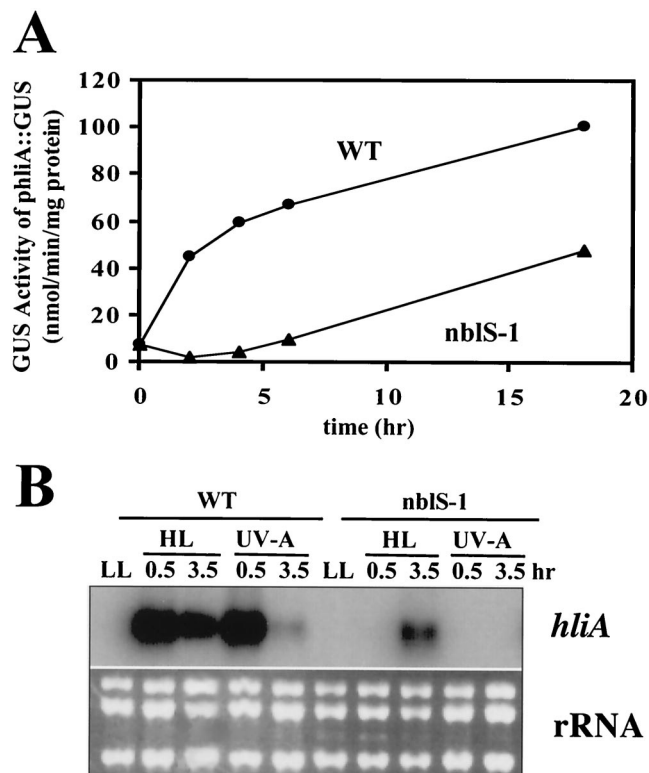 A
GUS Activity of phliA::GUS
(nmol/min/mg protein)
120
100
80
60
40
20
0
WT
nblS-1
0 5 10 15 20
time (hr)
B
WT nblS-1
HL UV-A HL UV-A
LL 0.5 3.5 0.5 3.5 LL 0.5 3.5 0.5 3.5 hr
hliA
rRNA